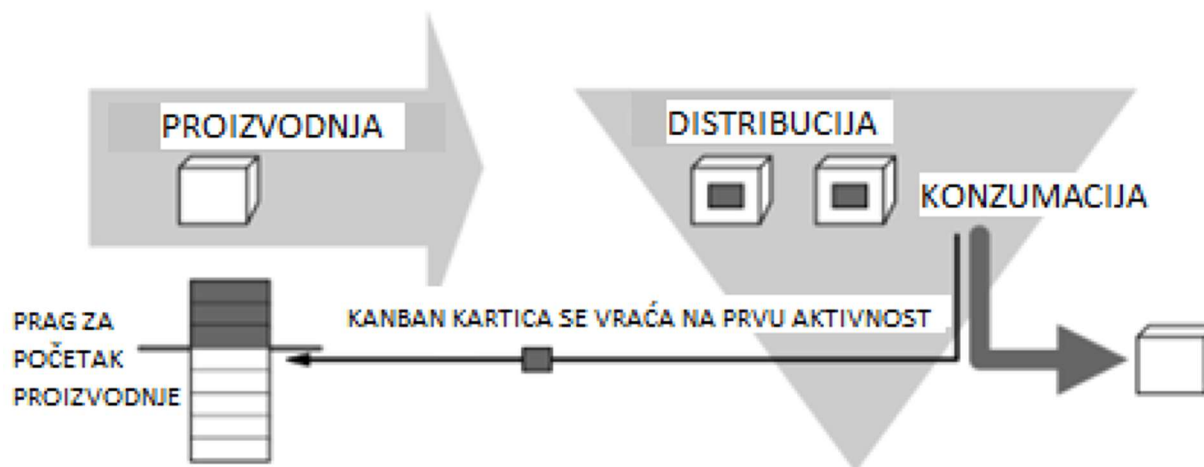 PROIZVODNJA
DISTRIBUCIJA
KONZUMACIJA
KANBAN KARTICA SE VRAĆA NA PRVU AKTIVNOST
PRAG ZA
POČETAK
PROIZVODNJE